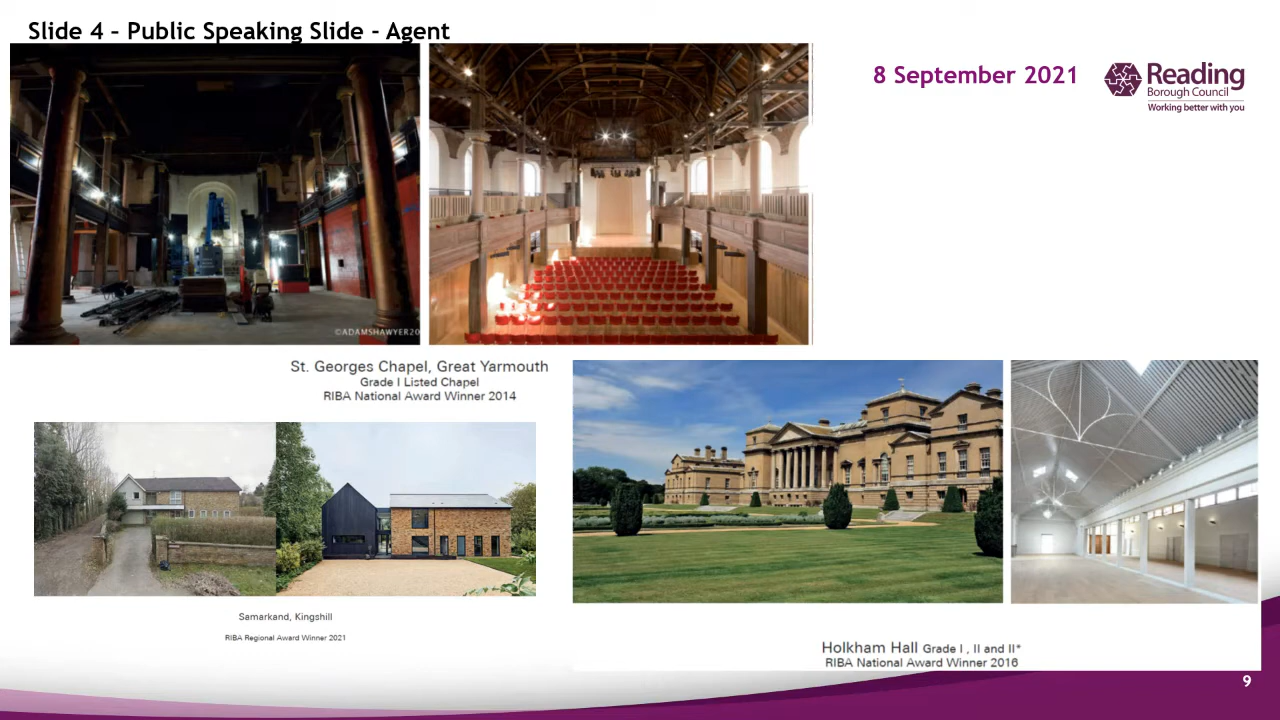 Slide 4 – Public Speaking Slide - Agent
8 September 2021
Reading
Borough Council
Working better with you
©ADAMSHAWYER20
St. Georges Chapel, Great Yarmouth
Grade I Listed Chapel
RIBA National Award Winner 2014
Samarkand, Kingshill
RIBA Regional Award Winner 2021
Holkham Hall Grade I , II and II*
RIBA National Award Winner 2016
9